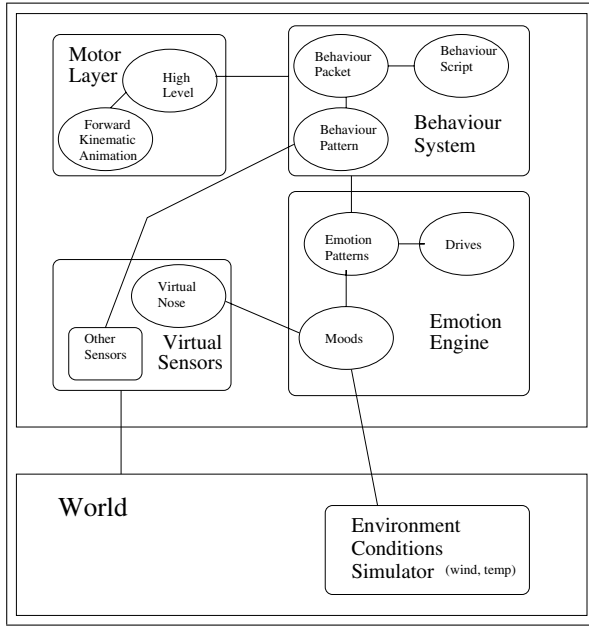 Motor
Layer
High
Level
Forward
Kinematic
Animation
Behaviour
Packet
Behaviour
Script
Behaviour
Pattern
Behaviour
System
Emotion
Patterns
Drives
Moods
Emotion
Engine
Virtual
Nose
Other
Sensors
Virtual
Sensors
World
Environment
Conditions
Simulator (wind, temp)